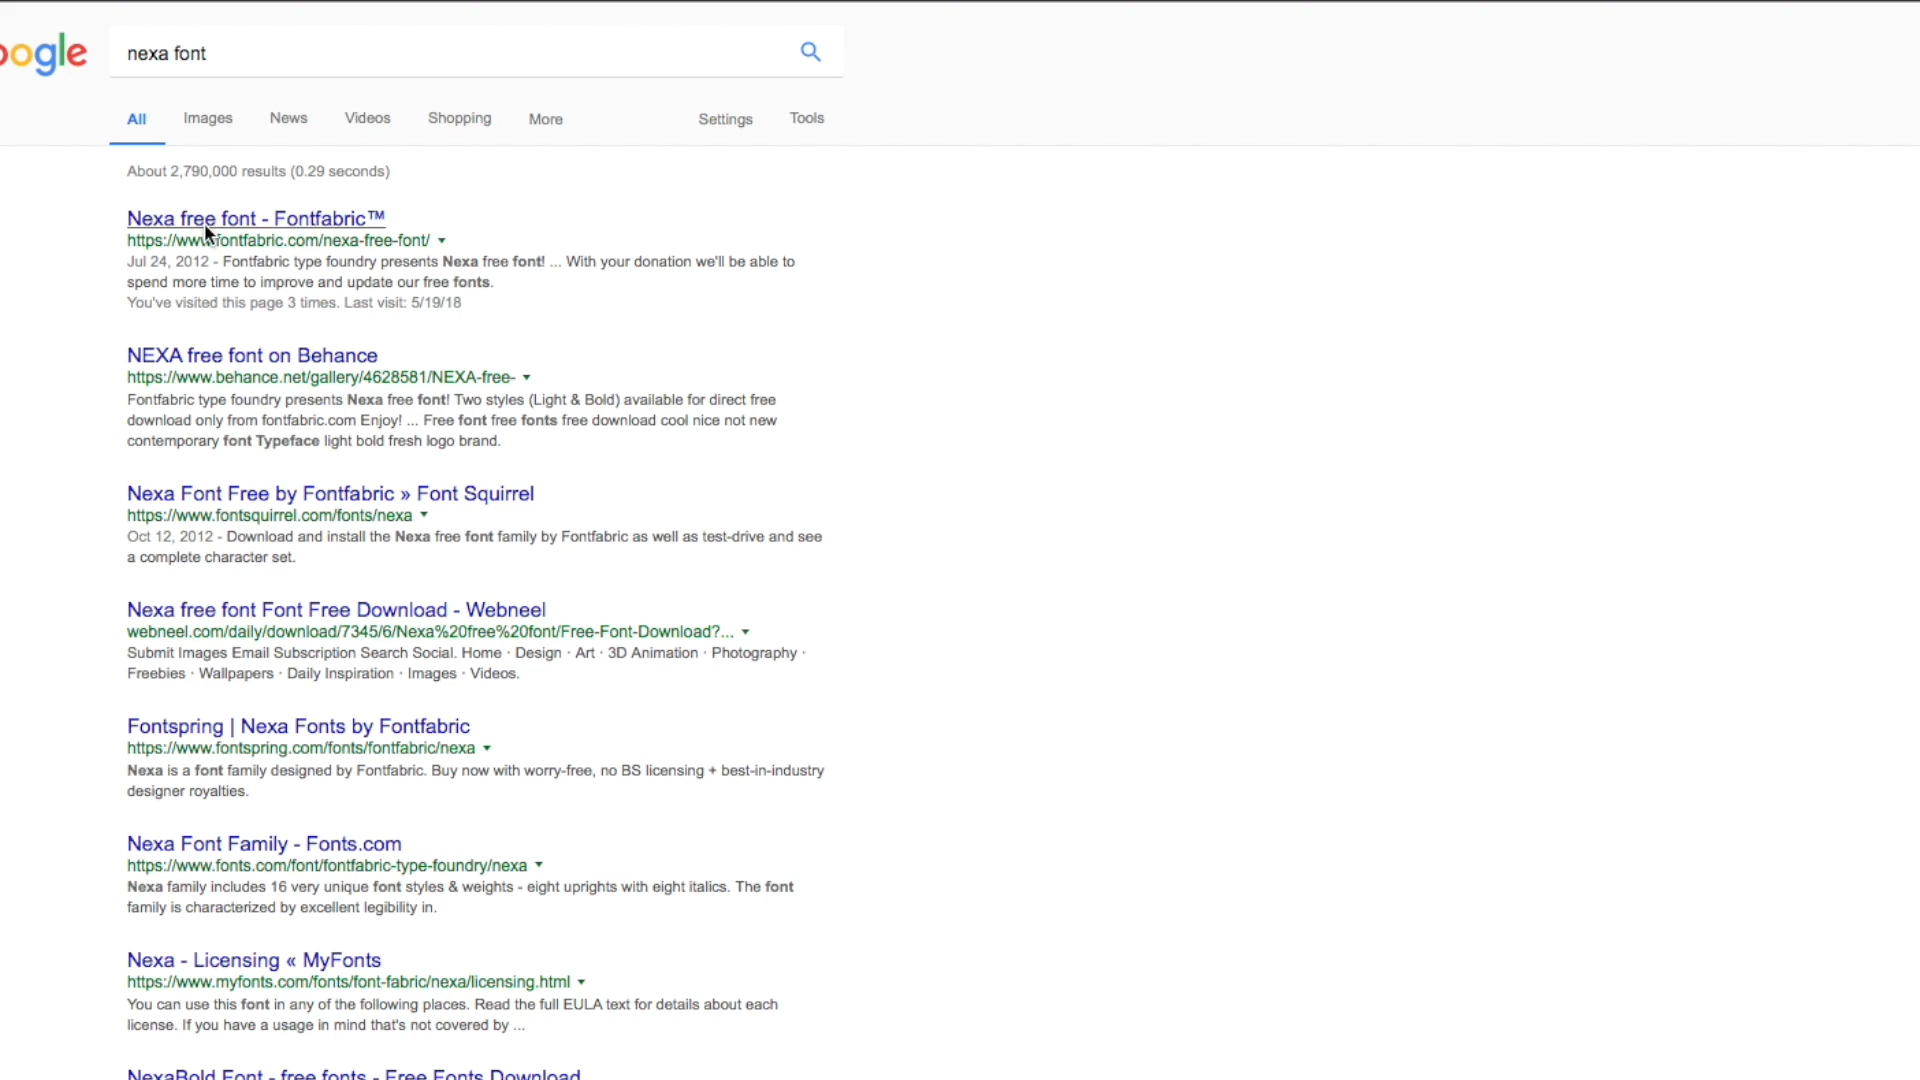 oogle
nexa font
All Images News Videos Shopping More Settings Tools
About 2,790,000 results (0.29 seconds)
Nexa free font - Fontfabric™
https://www.fontfabric.com/nexa-free-font/
Jul 24, 2012 - Fontfabric type foundry presents Nexa free font! ... With your donation we'll be able to
spend more time to improve and update our free fonts.
You've visited this page 3 times. Last visit: 5/19/18
NEXA free font on Behance
https://www.behance.net/gallery/4628581/NEXA-free-
Fontfabric type foundry presents Nexa free font! Two styles (Light & Bold) available for direct free
download only from fontfabric.com Enjoy! ... Free font free fonts free download cool nice not new
contemporary font Typeface light bold fresh logo brand.
Nexa Font Free by Fontfabric » Font Squirrel
https://www.fontsquirrel.com/fonts/nexa
Oct 12, 2012 - Download and install the Nexa free font family by Fontfabric as well as test-drive and see
a complete character set.
Nexa free font Font Free Download - Webneel
webneel.com/daily/download/7345/6/Nexa%20free%20font/Free-Font-Download?...
Submit Images Email Subscription Search Social. Home · Design · Art · 3D Animation · Photography ·
Freebies · Wallpapers · Daily Inspiration · Images · Videos.
Fontspring | Nexa Fonts by Fontfabric
https://www.fontspring.com/fonts/fontfabric/nexa
Nexa is a font family designed by Fontfabric. Buy now with worry-free, no BS licensing + best-in-industry
designer royalties.
Nexa Font Family - Fonts.com
https://www.fonts.com/font/fontfabric-type-foundry/nexa
Nexa family includes 16 very unique font styles & weights - eight uprights with eight italics. The font
family is characterized by excellent legibility in.
Nexa - Licensing « MyFonts
https://www.myfonts.com/fonts/font-fabric/nexa/licensing.html
You can use this font in any of the following places. Read the full EULA text for details about each
license. If you have a usage in mind that's not covered by ...
NexaBold Font - free fonts - Free Fonts Download